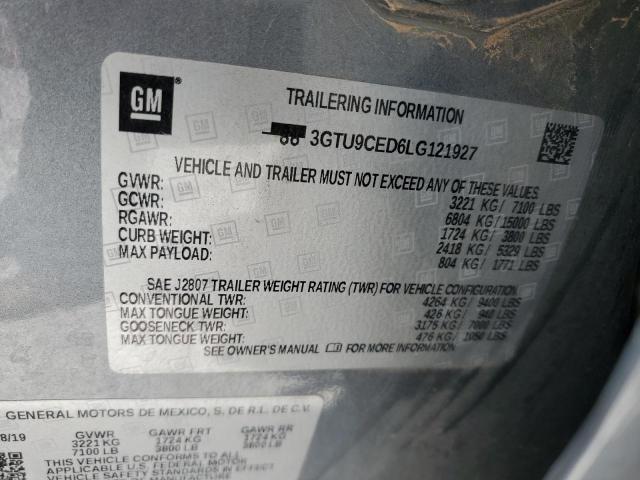 GM
TRAILERING INFORMATION
3GTU9CED6LG121927
VEHICLE AND TRAILER MUST NOT EXCEED ANY OF THESE VALUES
GVWR: 3221 KG / 7100 LBS
GCWR: 6804 KG/15000 LBS
RGAWR: 1724 KG / 3800 LBS
CURB WEIGHT: 2418 KG / 5329 LBS
MAX PAYLOAD: 804 KG / 1771 LBS
SAE J2807 TRAILER WEIGHT RATING (TWR) FOR VEHICLE CONFIGURATION
CONVENTIONAL TWR: 4264 KG / 9400 LBS
MAX TONGUE WEIGHT: 426 KG / 940 LBS
GOOSENECK TWR: 3175 KG / 7000 LBS
MAX TONGUE WEIGHT: 476 KG / 1050 LBS
SEE OWNER'S MANUAL FOR MORE INFORMATION
GENERAL MOTORS DE MEXICO, S. DE R.L. DE C.V.
8/19 GVWR GAWR FRT GAWR RR
3221 KG 1724 KG 1724 KG
7100 LB 3800 LB 3800 LB
THIS VEHICLE CONFORMS TO ALL
APPLICABLE U.S. FEDERAL MOTOR
VEHICLE SAFETY STANDARDS IN EFFECT